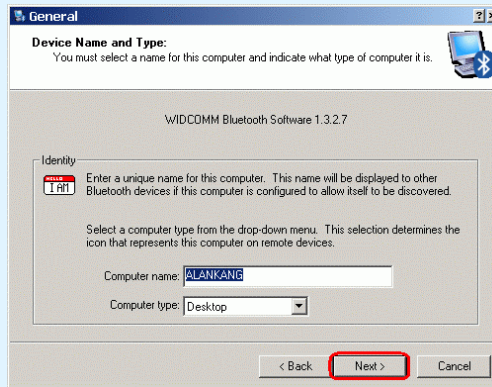 General
Device Name and Type:
You must select a name for this computer and indicate what type of computer it is.
WIDCOMM Bluetooth Software 1.3.2.7
Identity
HELLO
I AM
Enter a unique name for this computer. This name will be displayed to other
Bluetooth devices if this computer is configured to allow itself to be discovered.
Select a computer type from the drop-down menu. This selection determines the
icon that represents this computer on remote devices.
Computer name: ALANKANG
Computer type: Desktop
< Back Next > Cancel